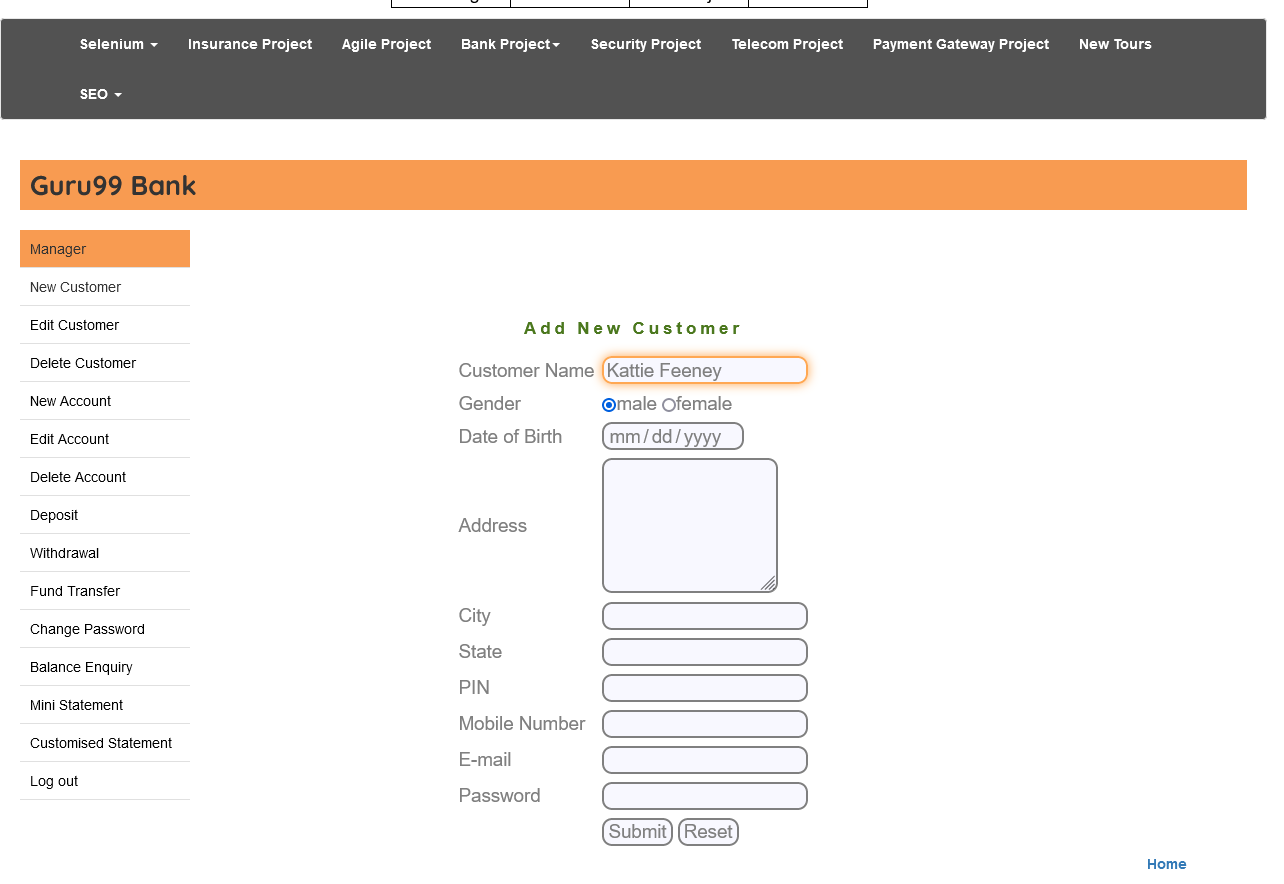 Selenium Insurance Project Agile Project Bank Project Security Project Telecom Project Payment Gateway Project New Tours
SEO
Guru99 Bank
Manager
New Customer
Edit Customer
Delete Customer
New Account
Edit Account
Delete Account
Deposit
Withdrawal
Fund Transfer
Change Password
Balance Enquiry
Mini Statement
Customised Statement
Log out
Add New Customer
Customer Name Kattie Feeney
Gender male female
Date of Birth mm/dd/yyyy
Address
City
State
PIN
Mobile Number
E-mail
Password
Submit Reset
Home